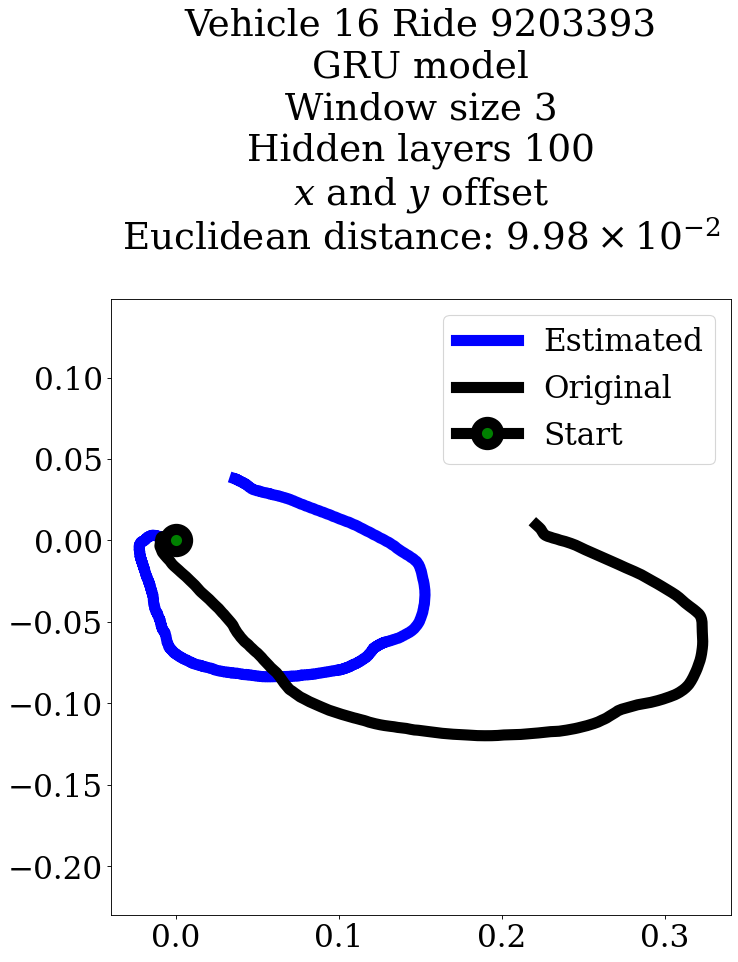 Vehicle 16 Ride 9203393
GRU model
Window size 3
Hidden layers 100
x and y offset
Euclidean distance: 9.98 × 10⁻²
Estimated
Original
Start
0.10
0.05
0.00
−0.05
−0.10
−0.15
−0.20
0.0 0.1 0.2 0.3